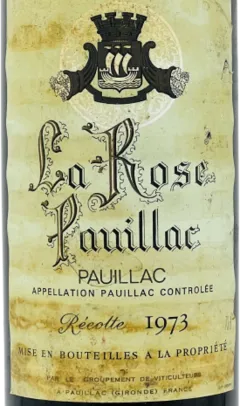 La Rose
Pauillac
PAUILLAC
APPELLATION PAUILLAC CONTROLÉE
Récolte 1973
MISE EN BOUTEILLES A LA PROPRIÉTÉ
PAR LE GROUPEMENT DE VITICULTEURS
A PAUILLAC (GIRONDE) FRANCE